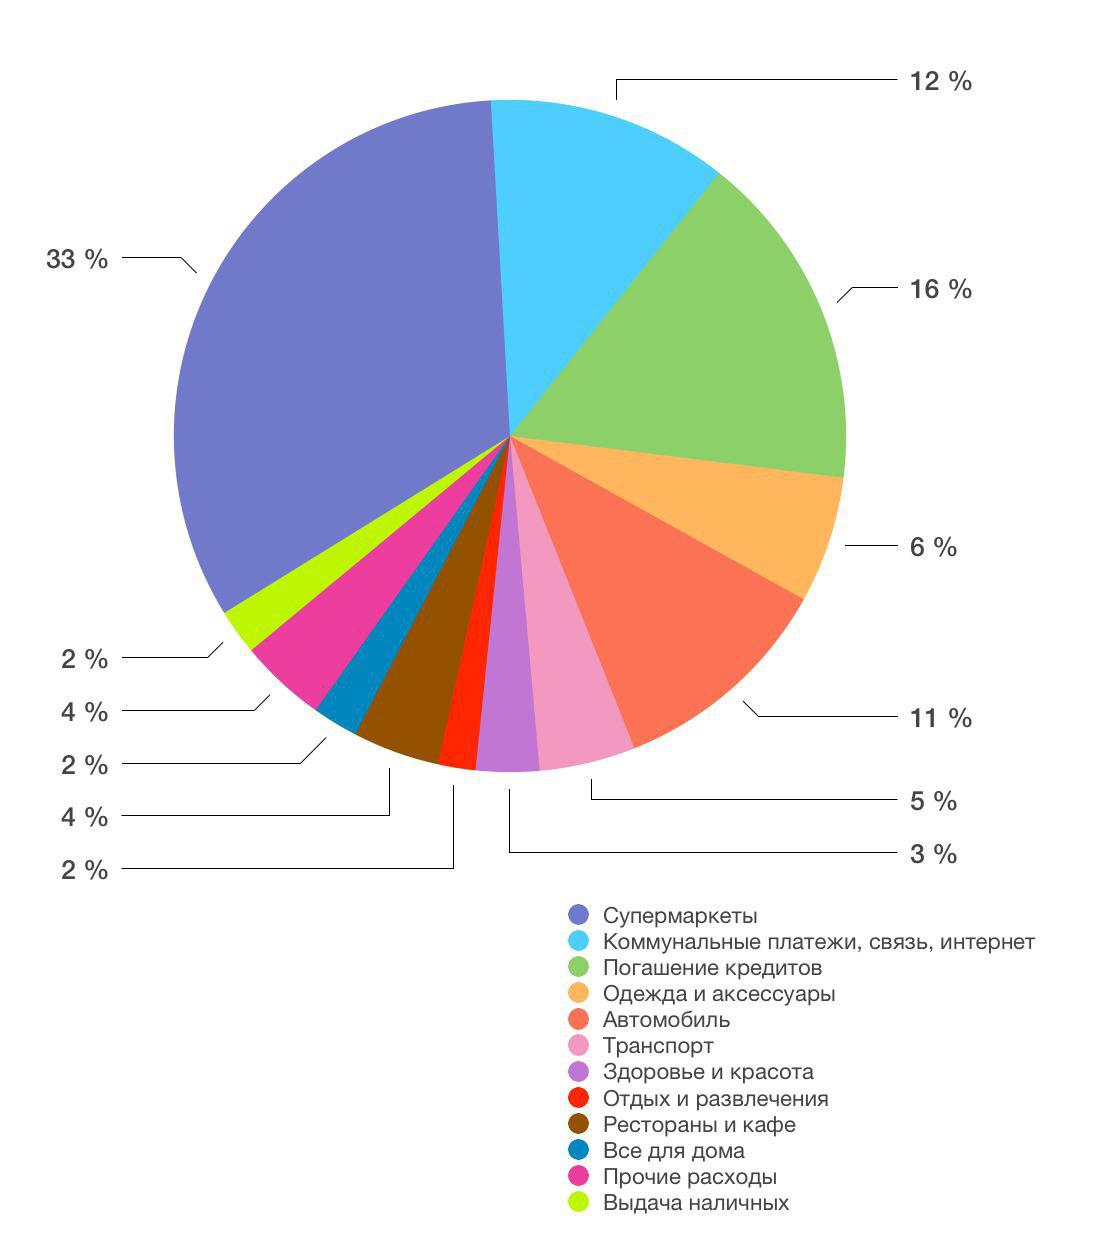 12 %
33 %
16 %
6 %
2 %
4 %
11 %
2 %
5 %
4 %
3 %
2 %
Супермаркеты
Коммунальные платежи, связь, интернет
Погашение кредитов
Одежда и аксессуары
Автомобиль
Транспорт
Здоровье и красота
Отдых и развлечения
Рестораны и кафе
Все для дома
Прочие расходы
Выдача наличных